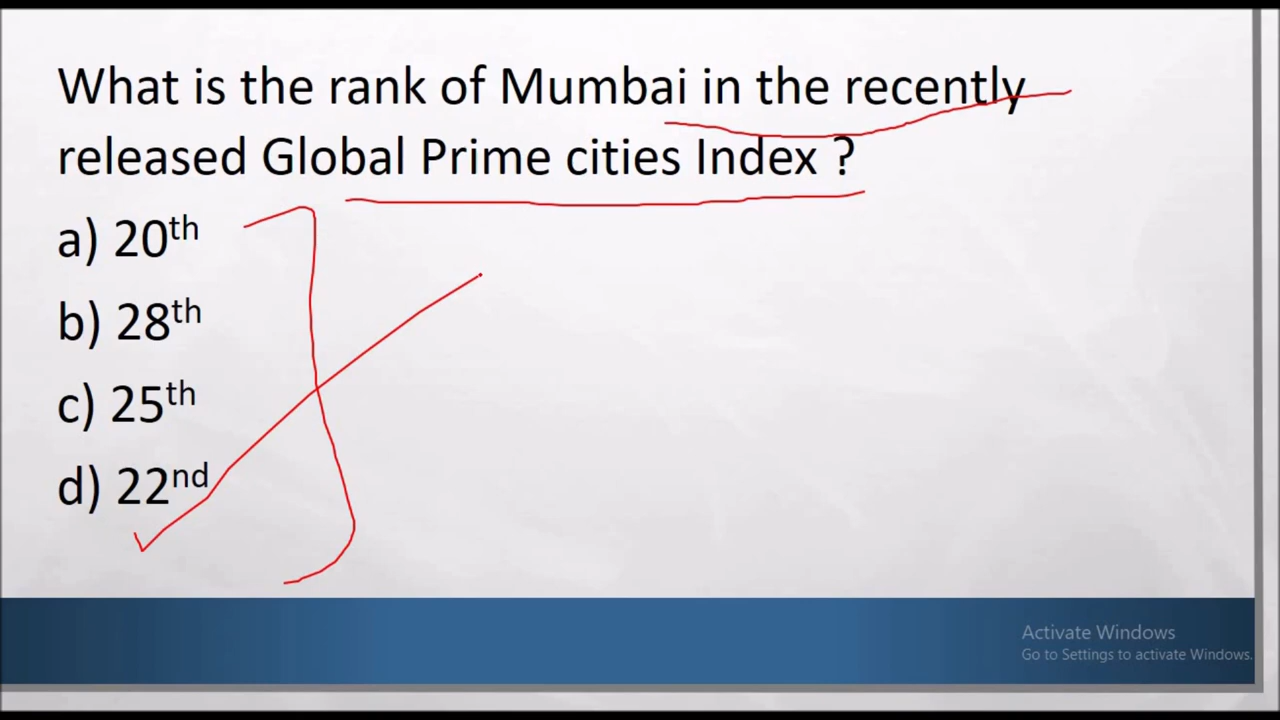 What is the rank of Mumbai in the recently
released Global Prime cities Index ?
a) 20th
b) 28th
c) 25th
d) 22nd
Activate Windows
Go to Settings to activate Windows.